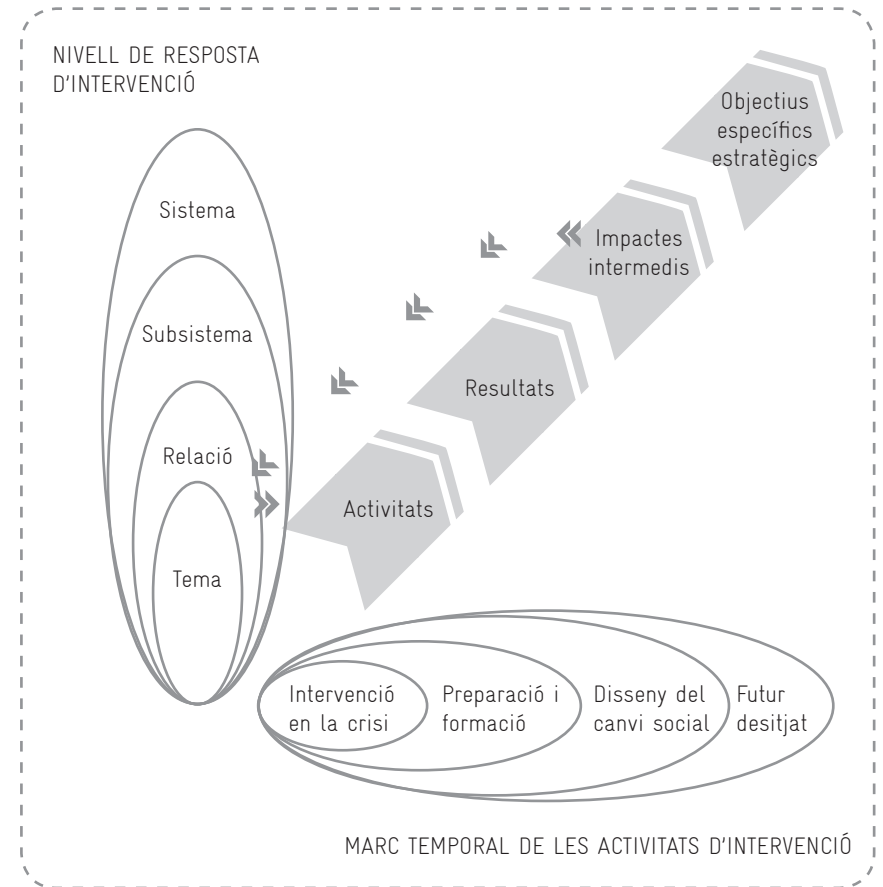 NIVELL DE RESPOSTA
D'INTERVENCIÓ
Objectius
específics
estratègics
Sistema
Impactes
intermedis
Subsistema
Resultats
Relació
Activitats
Tema
Intervenció
en la crisi
Preparació i
formació
Disseny del
canvi social
Futur
desitjat
MARC TEMPORAL DE LES ACTIVITATS D'INTERVENCIÓ